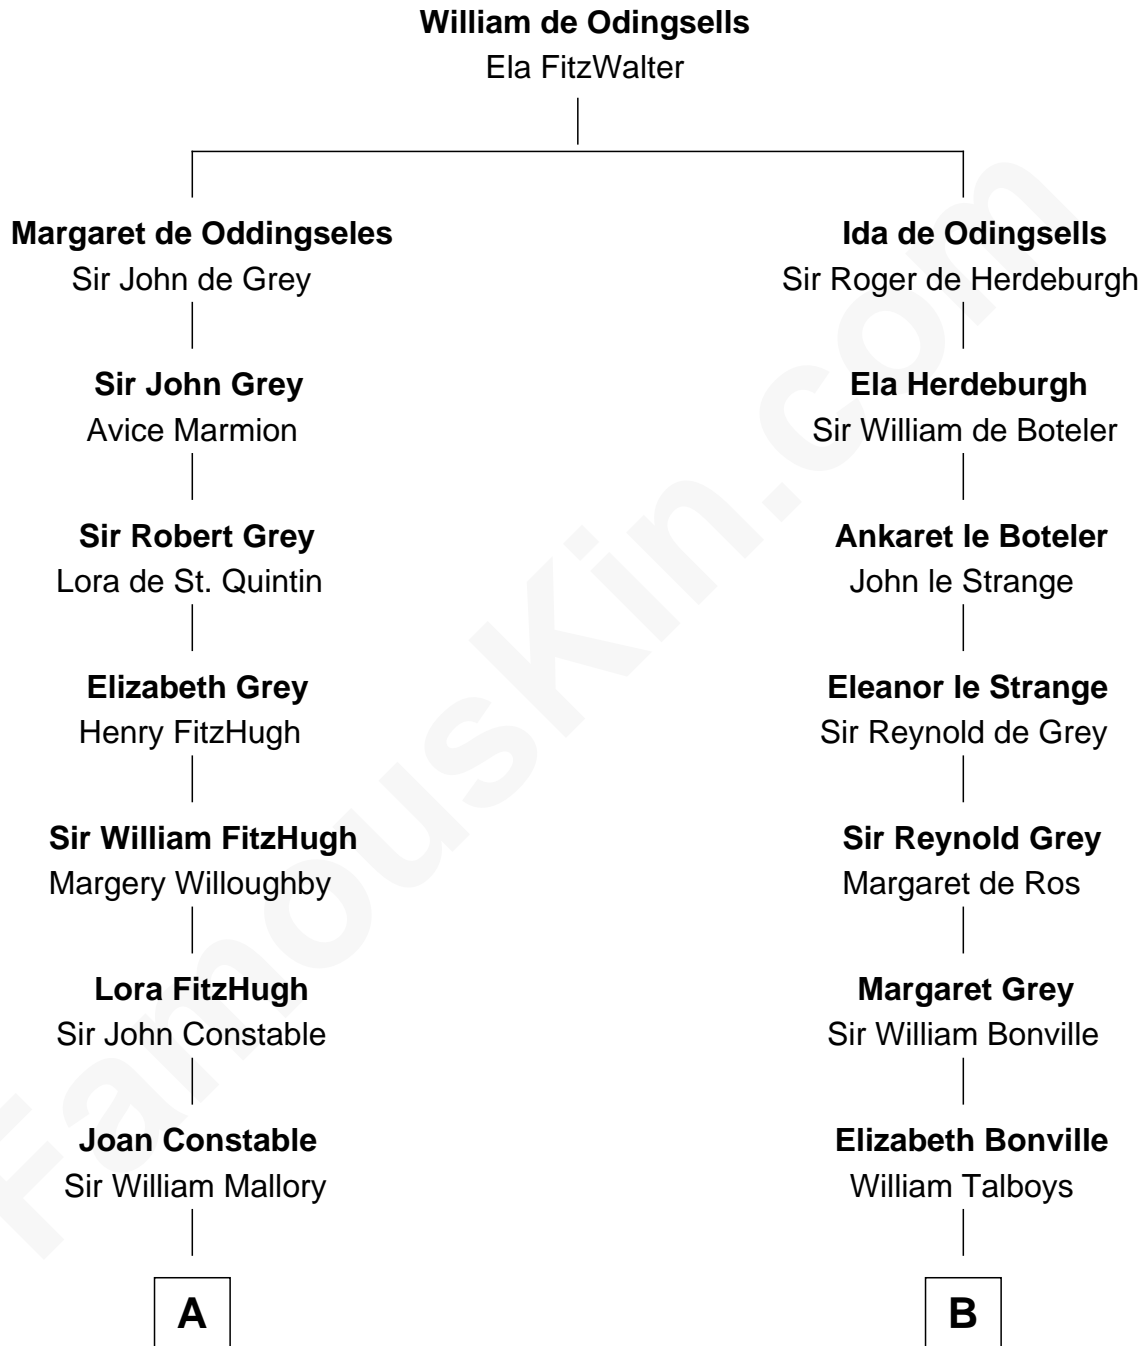 William de Odingsells
Ela FitzWalter
Margaret de Oddingseles
Sir John de Grey
Sir John Grey
Avice Marmion
Sir Robert Grey
Lora de St. Quintin
Elizabeth Grey
Henry FitzHugh
Sir William FitzHugh
Margery Willoughby
Lora FitzHugh
Sir John Constable
Joan Constable
Sir William Mallory
A
Ida de Odingsells
Sir Roger de Herdeburgh
Ela Herdeburgh
Sir William de Boteler
Ankaret le Boteler
John le Strange
Eleanor le Strange
Sir Reynold de Grey
Sir Reynold Grey
Margaret de Ros
Margaret Grey
Sir William Bonville
Elizabeth Bonville
William Talboys
B
FamousKin.com